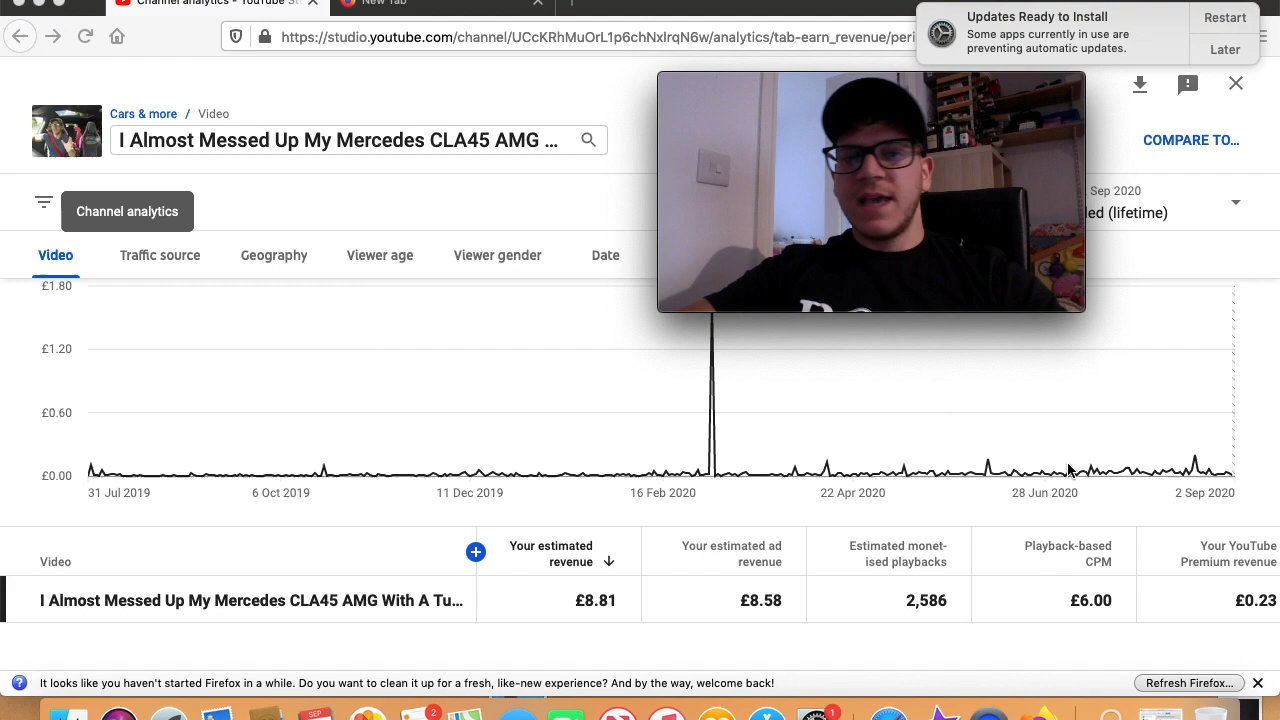 Channel analytics - YouTube St
New Tab
Updates Ready to Install
Some apps currently in use are
preventing automatic updates.
Restart
Later
https://studio.youtube.com/channel/UCcKRhMuOrL1p6chNxlrqN6w/analytics/tab-earn_revenue/peri
Cars & more / Video
I Almost Messed Up My Mercedes CLA45 AMG ...
COMPARE TO...
Sep 2020
ed (lifetime)
Channel analytics
Video
Traffic source
Geography
Viewer age
Viewer gender
Date
£1.80
£1.20
£0.60
£0.00
31 Jul 2019
6 Oct 2019
11 Dec 2019
16 Feb 2020
22 Apr 2020
28 Jun 2020
2 Sep 2020
Video
Your estimated
revenue
Your estimated ad
revenue
Estimated monet-
ised playbacks
Playback-based
CPM
Your YouTube
Premium revenue
I Almost Messed Up My Mercedes CLA45 AMG With A Tu...
£8.81
£8.58
2,586
£6.00
£0.23
It looks like you haven't started Firefox in a while. Do you want to clean it up for a fresh, like-new experience? And by the way, welcome back!
Refresh Firefox...
SEP
2
1